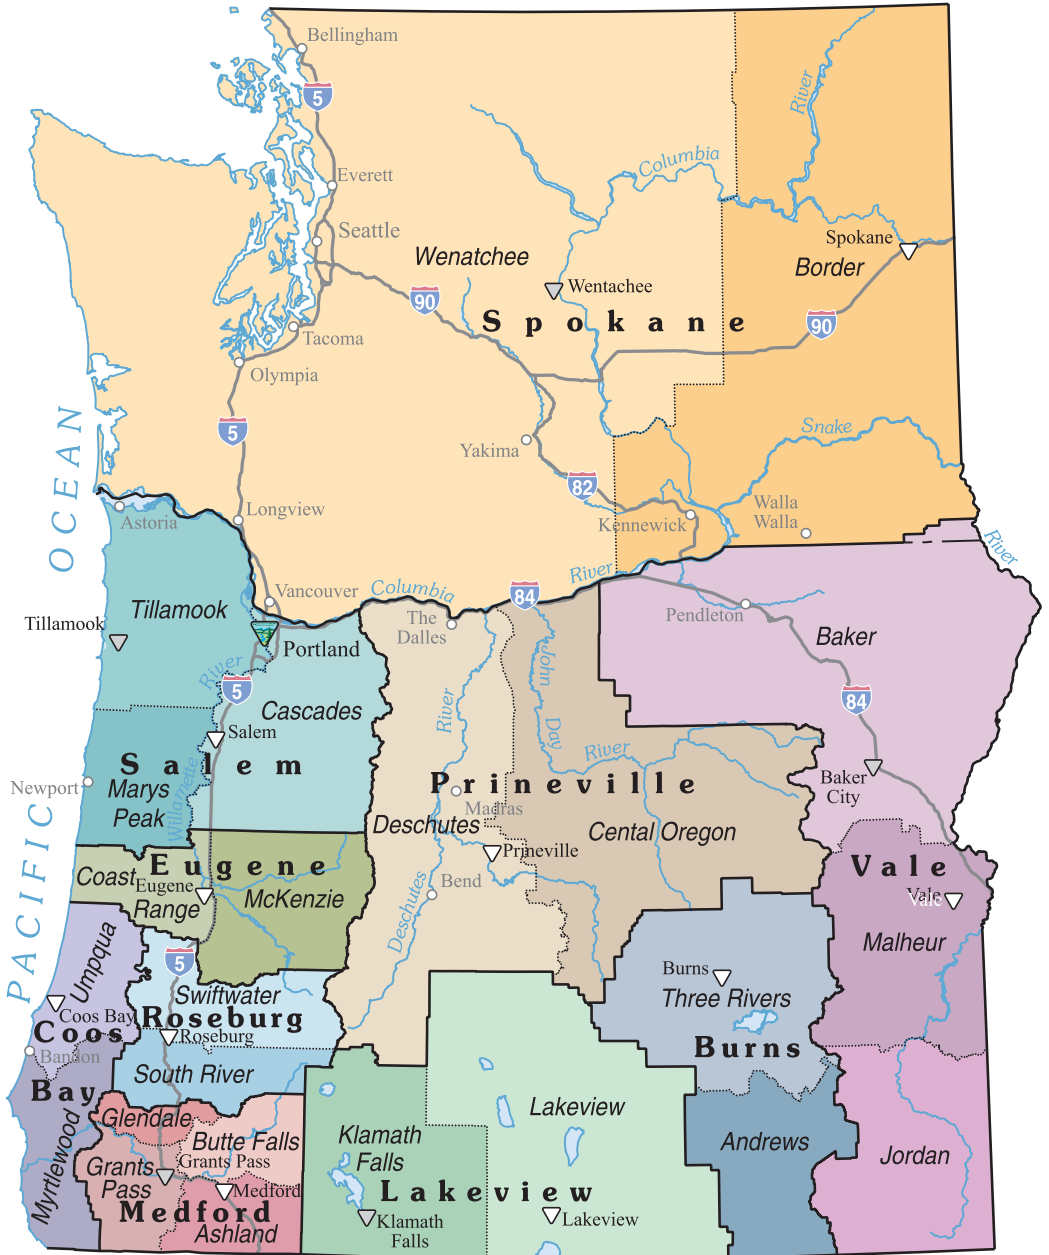 Bellingham
5
River
Everett
Columbia
Seattle
Spokane
Wenatchee
Border
Wentachee
90
Spokane
90
Tacoma
Olympia
OCEAN
5
Snake
Yakima
82
Walla
Walla
Longview
Astoria
Kennewick
River
River
Vancouver
Columbia
84
Tillamook
The
Dalles
Pendleton
Tillamook
Baker
Portland
John
River
5
Day
84
River
Cascades
Salem
River
Salem
Willamette
Baker
City
Newport
Marys
Peak
Prineville
Madras
Deschutes
Cental Oregon
PACIFIC
Eugene
Prineville
Vale
Coast
Range
Eugene
McKenzie
Bend
Vale
Vale
Deschutes
Umpqua
5
Malheur
Burns
Swiftwater
Three Rivers
Coos Bay
Roseburg
Coos
Bay
Roseburg
Burns
Bandon
South River
Glendale
Lakeview
Butte Falls
Klamath
Falls
Andrews
Jordan
Myrtlewood
Grants
Pass
Grants Pass
Medford
Lakeview
Medford
Klamath
Falls
Lakeview
Ashland